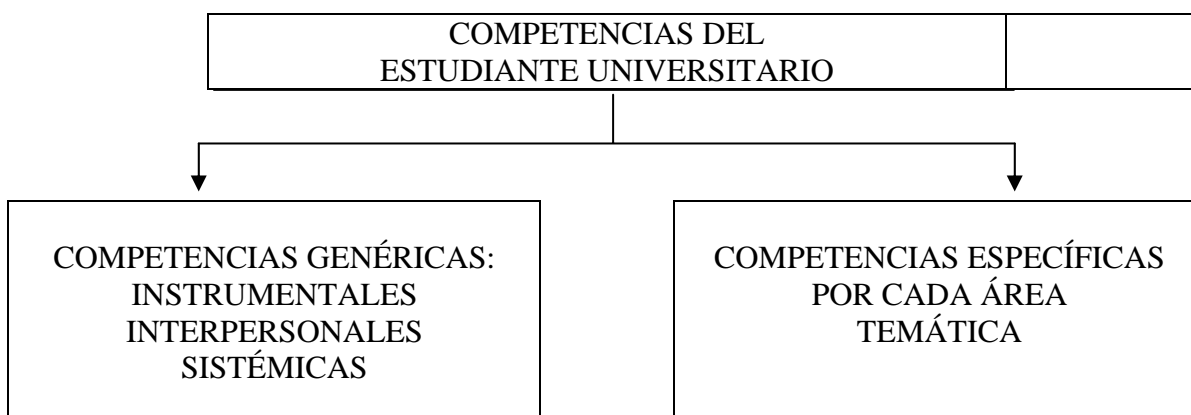 COMPETENCIAS DEL
ESTUDIANTE UNIVERSITARIO
COMPETENCIAS GENÉRICAS:
INSTRUMENTALES
INTERPERSONALES
SISTÉMICAS
COMPETENCIAS ESPECÍFICAS
POR CADA ÁREA
TEMÁTICA